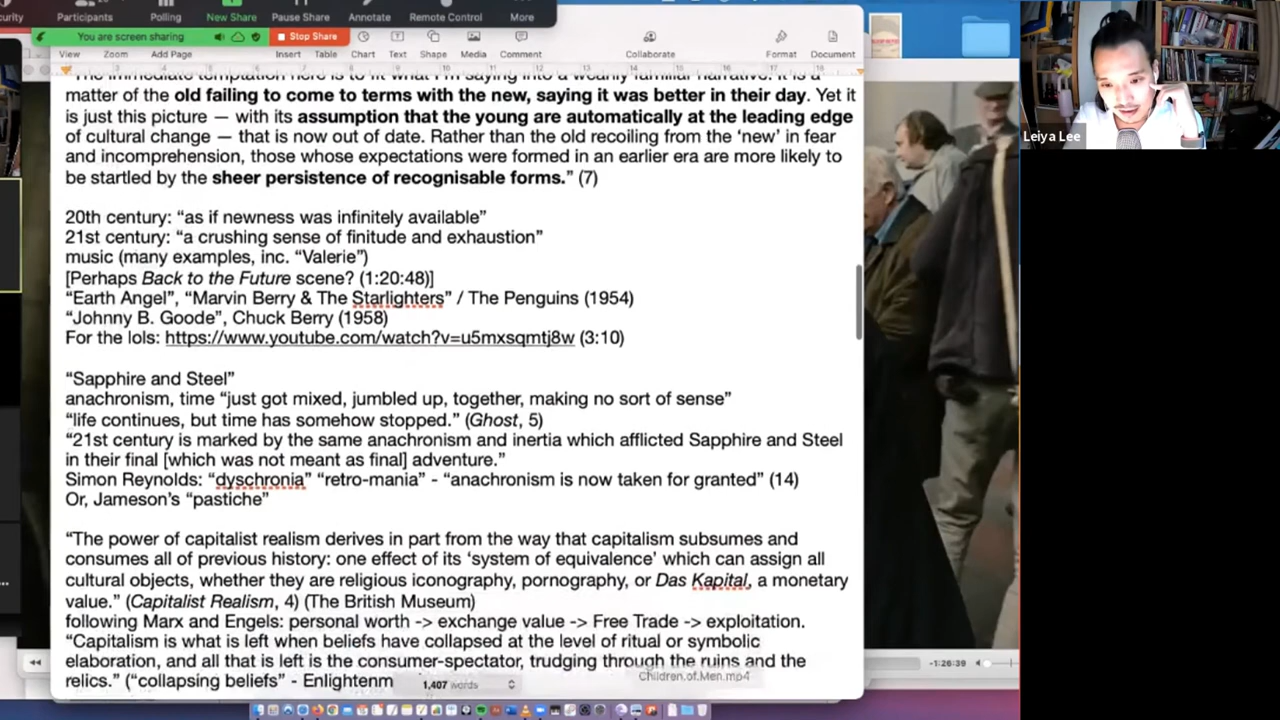 curity
Participants
Polling
New Share
Pause Share
Annotate
Remote Control
More
You are screen sharing
Stop Share
View
Zoom
Add Page
Insert
Table
Chart
Text
Shape
Media
Comment
Collaborate
Format
Document
Leiya Lee
matter of the old failing to come to terms with the new, saying it was better in their day. Yet it
is just this picture — with its assumption that the young are automatically at the leading edge
of cultural change — that is now out of date. Rather than the old recoiling from the ‘new’ in fear
and incomprehension, those whose expectations were formed in an earlier era are more likely to
be startled by the sheer persistence of recognisable forms.” (7)
20th century: “as if newness was infinitely available”
21st century: “a crushing sense of finitude and exhaustion”
music (many examples, inc. “Valerie”)
[Perhaps Back to the Future scene? (1:20:48)]
“Earth Angel”, “Marvin Berry & The Starlighters” / The Penguins (1954)
“Johnny B. Goode”, Chuck Berry (1958)
For the lols: https://www.youtube.com/watch?v=u5mxsqmtj8w (3:10)
“Sapphire and Steel”
anachronism, time “just got mixed, jumbled up, together, making no sort of sense”
“life continues, but time has somehow stopped.” (Ghost, 5)
“21st century is marked by the same anachronism and inertia which afflicted Sapphire and Steel
in their final [which was not meant as final] adventure.”
Simon Reynolds: “dyschronia” “retro-mania” - “anachronism is now taken for granted” (14)
Or, Jameson’s “pastiche”
“The power of capitalist realism derives in part from the way that capitalism subsumes and
consumes all of previous history: one effect of its ‘system of equivalence’ which can assign all
cultural objects, whether they are religious iconography, pornography, or Das Kapital, a monetary
value.” (Capitalist Realism, 4) (The British Museum)
following Marx and Engels: personal worth -> exchange value -> Free Trade -> exploitation.
“Capitalism is what is left when beliefs have collapsed at the level of ritual or symbolic
elaboration, and all that is left is the consumer-spectator, trudging through the ruins and the
relics.” (“collapsing beliefs” - Enlightenm
1,407 words
Children.of.Men.mp4
-1:26:39